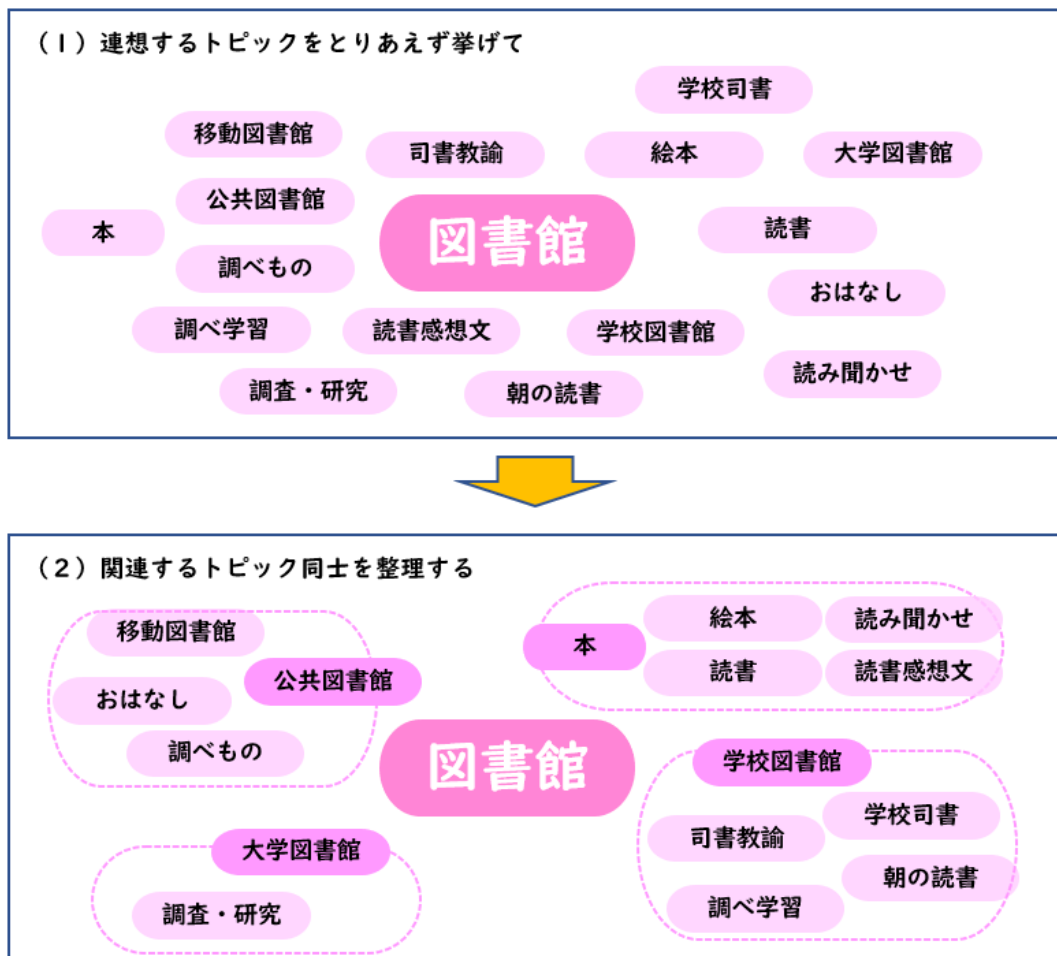 （１）連想するトピックをとりあえず挙げて
学校司書
移動図書館
司書教諭
絵本
大学図書館
公共図書館
本
図書館
読書
調べもの
おはなし
調べ学習
読書感想文
学校図書館
読み聞かせ
調査・研究
朝の読書
（２）関連するトピック同士を整理する
移動図書館
公共図書館
おはなし
調べもの
本
絵本
読み聞かせ
読書
読書感想文
図書館
学校図書館
学校司書
司書教諭
朝の読書
調べ学習
大学図書館
調査・研究